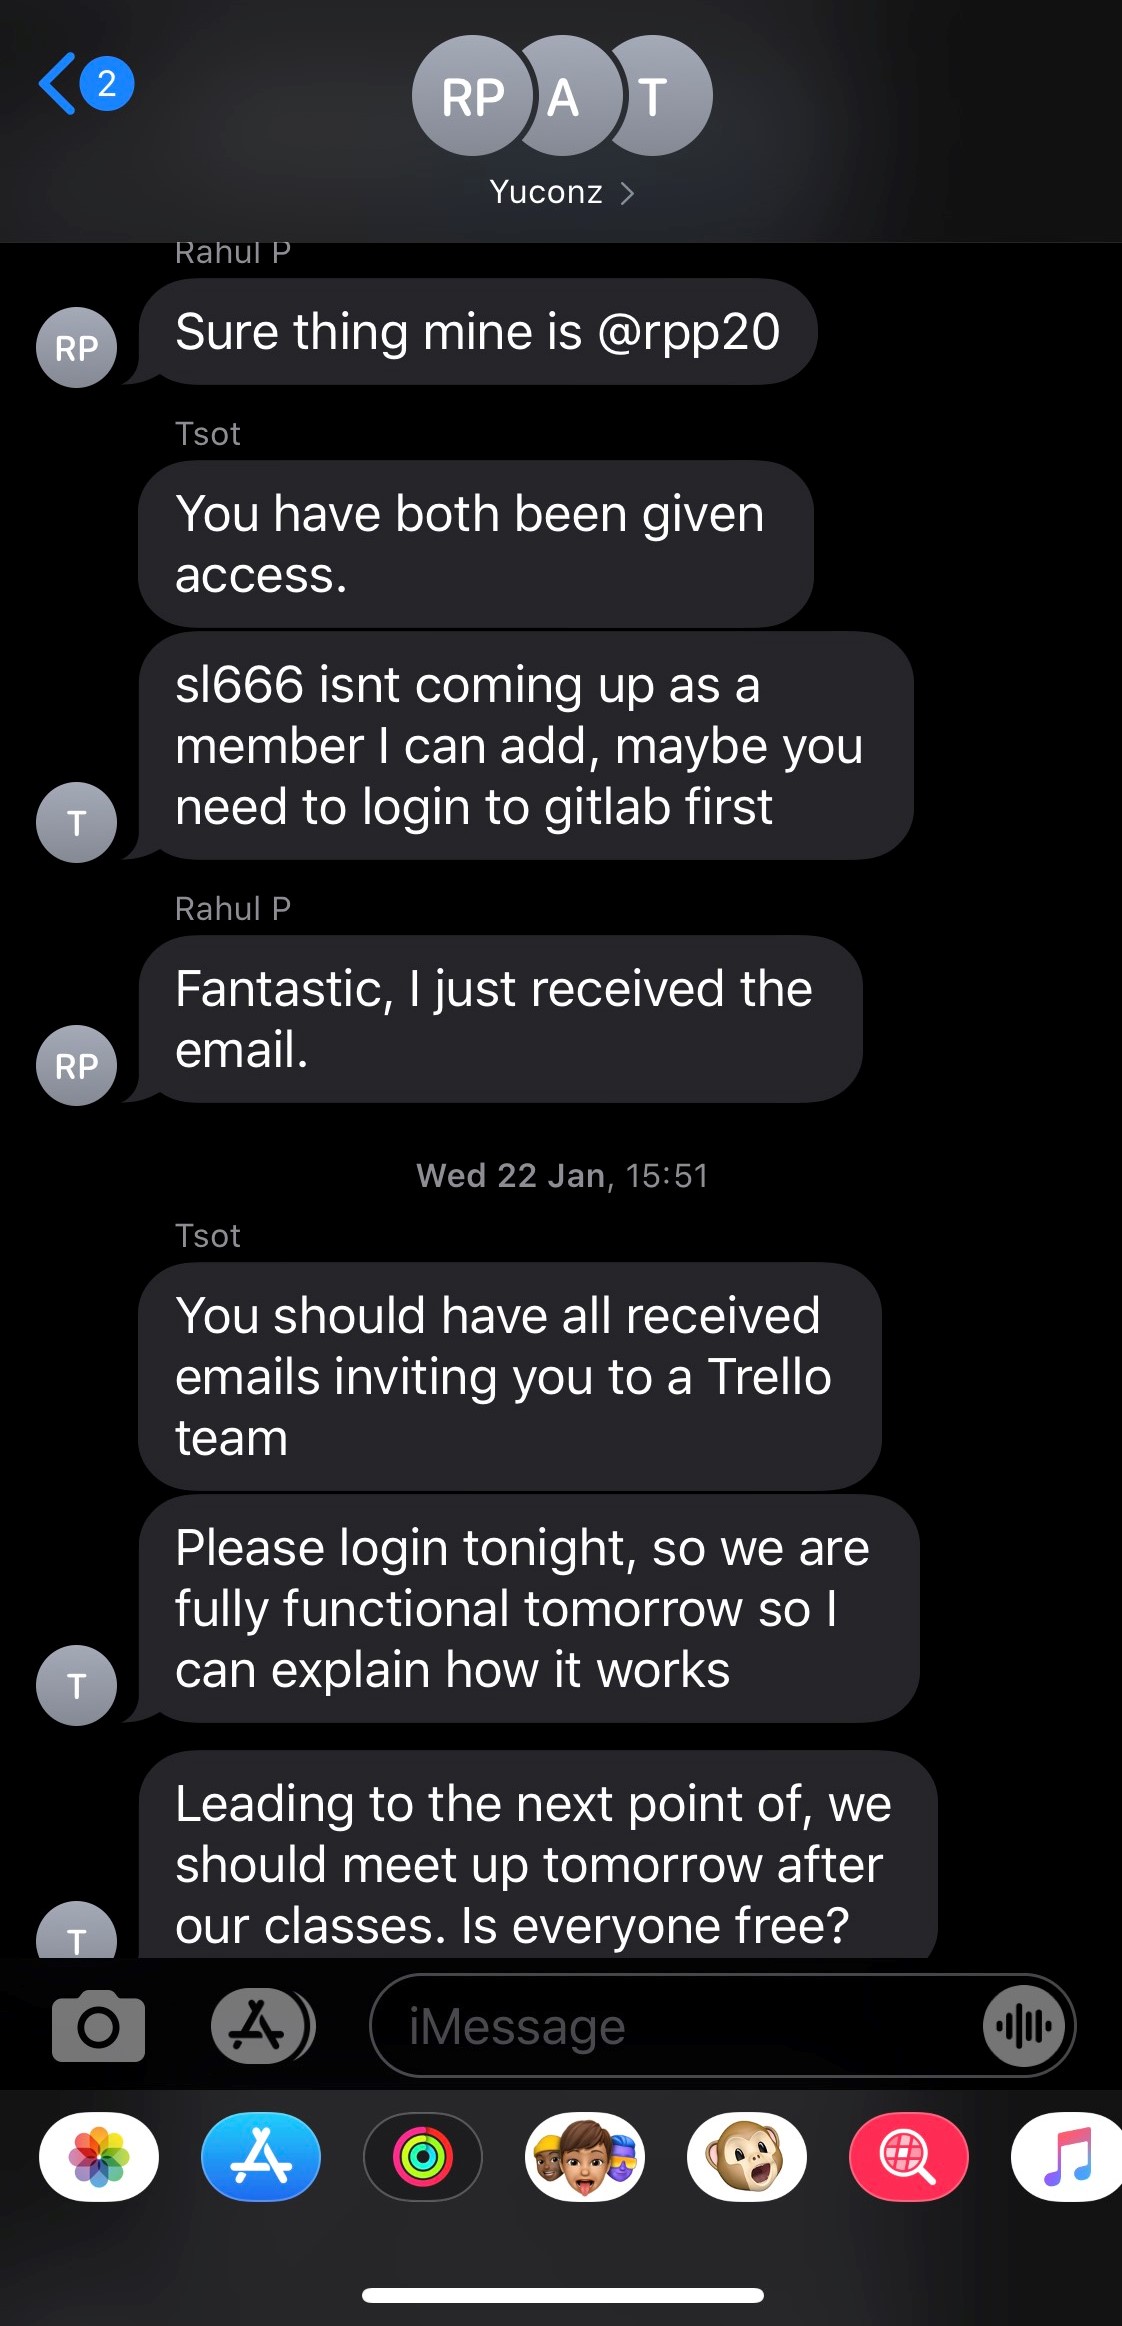 2
RP A T
Yuconz
Rahul P
Sure thing mine is @rpp20
RP
Tsot
You have both been given
access.
sl666 isnt coming up as a
member I can add, maybe you
need to login to gitlab first
T
Rahul P
Fantastic, I just received the
email.
RP
Wed 22 Jan, 15:51
Tsot
You should have all received
emails inviting you to a Trello
team
Please login tonight, so we are
fully functional tomorrow so I
can explain how it works
T
Leading to the next point of, we
should meet up tomorrow after
our classes. Is everyone free?
T
iMessage